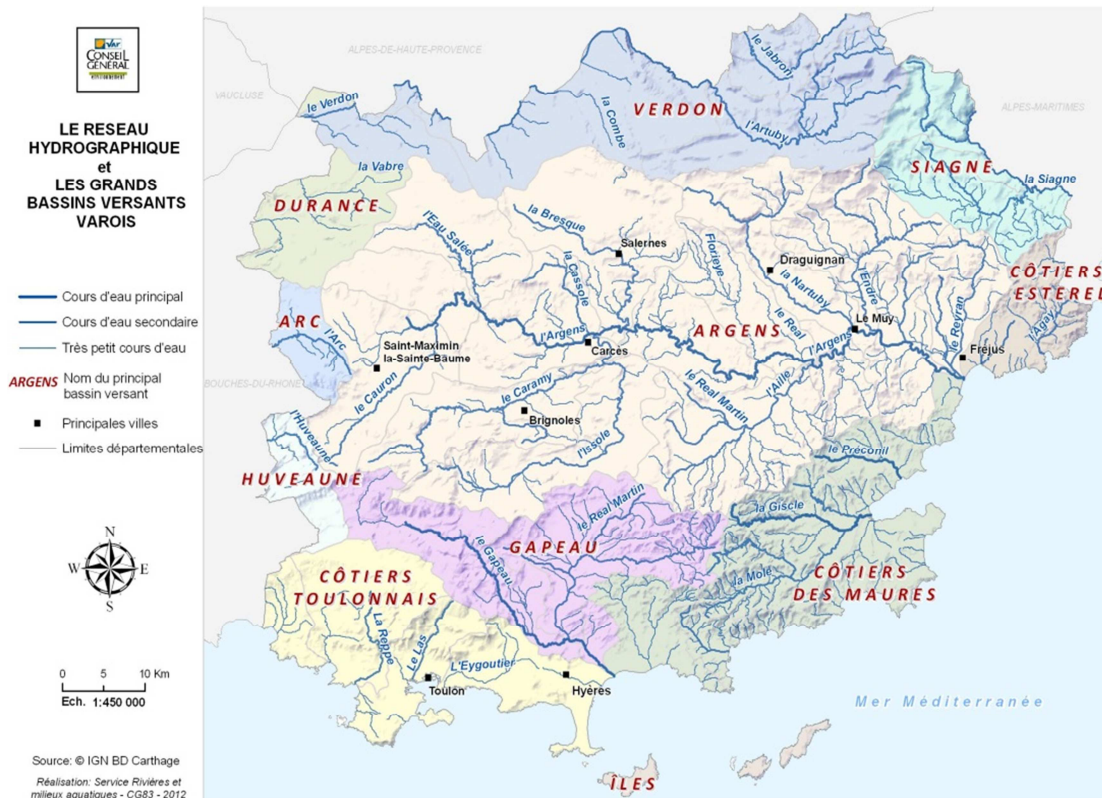 Var
CONSEIL
GÉNÉRAL
LE RESEAU
HYDROGRAPHIQUE
et
LES GRANDS
BASSINS VERSANTS
VAROIS
Cours d'eau principal
Cours d'eau secondaire
Très petit cours d'eau
ARGENS
Nom du principal
bassin versant
Principales villes
Limites départementales
N
W
E
S
0 5 10 Km
Ech. 1:450 000
Source: © IGN BD Carthage
Réalisation: Service Rivières et
milieux aquatiques - CG83 - 2012
ALPES-DE-HAUTE-PROVENCE
VAUCLUSE
ALPES-MARITIMES
BOUCHES-DU-RHONE
le Jabron
le Verdon
la Combe
VERDON
l'Artuby
la Vabre
SIAGNE
la Siagne
DURANCE
l'Eau Salée
la Bresque
Salernes
Florieye
Draguignan
la Cassole
la Nartuby
l'Endre
CÔTIERS
ESTEREL
ARC
l'Arc
l'Argens
ARGENS
le Real
l'Argens
Le Muy
le Reyran
l'Agay
Saint-Maximin
la-Sainte-Baume
Carcès
Fréjus
le Cauron
le Caramy
Brignoles
le Real Martin
l'Aille
l'Huveaune
l'Issole
le Préconil
HUVEAUNE
le Real Martin
la Giscle
GAPEAU
le Gapeau
la Mole
CÔTIERS
DES MAURES
CÔTIERS
TOULONNAIS
La Reppe
Le Las
L'Eygoutier
Toulon
Hyères
Mer Méditerranée
ÎLES